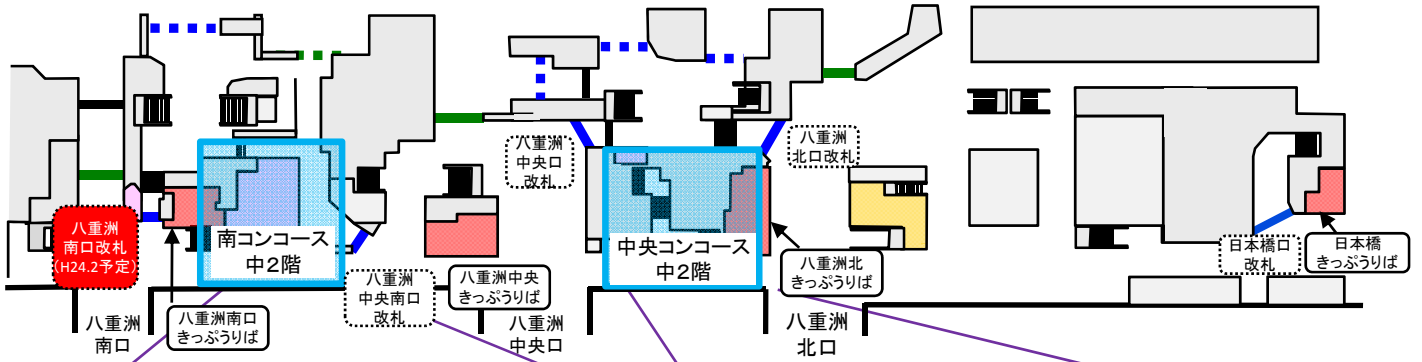 八重洲
中央口
改札
八重洲
北口改札
八重洲
南口改札
(H24.2予定)
南コンコース
中2階
中央コンコース
中2階
八重洲
中央南口
改札
八重洲中央
きっぷうりば
八重洲北
きっぷうりば
日本橋口
改札
日本橋
きっぷうりば
八重洲
南口
八重洲南口
きっぷうりば
八重洲
中央口
八重洲
北口